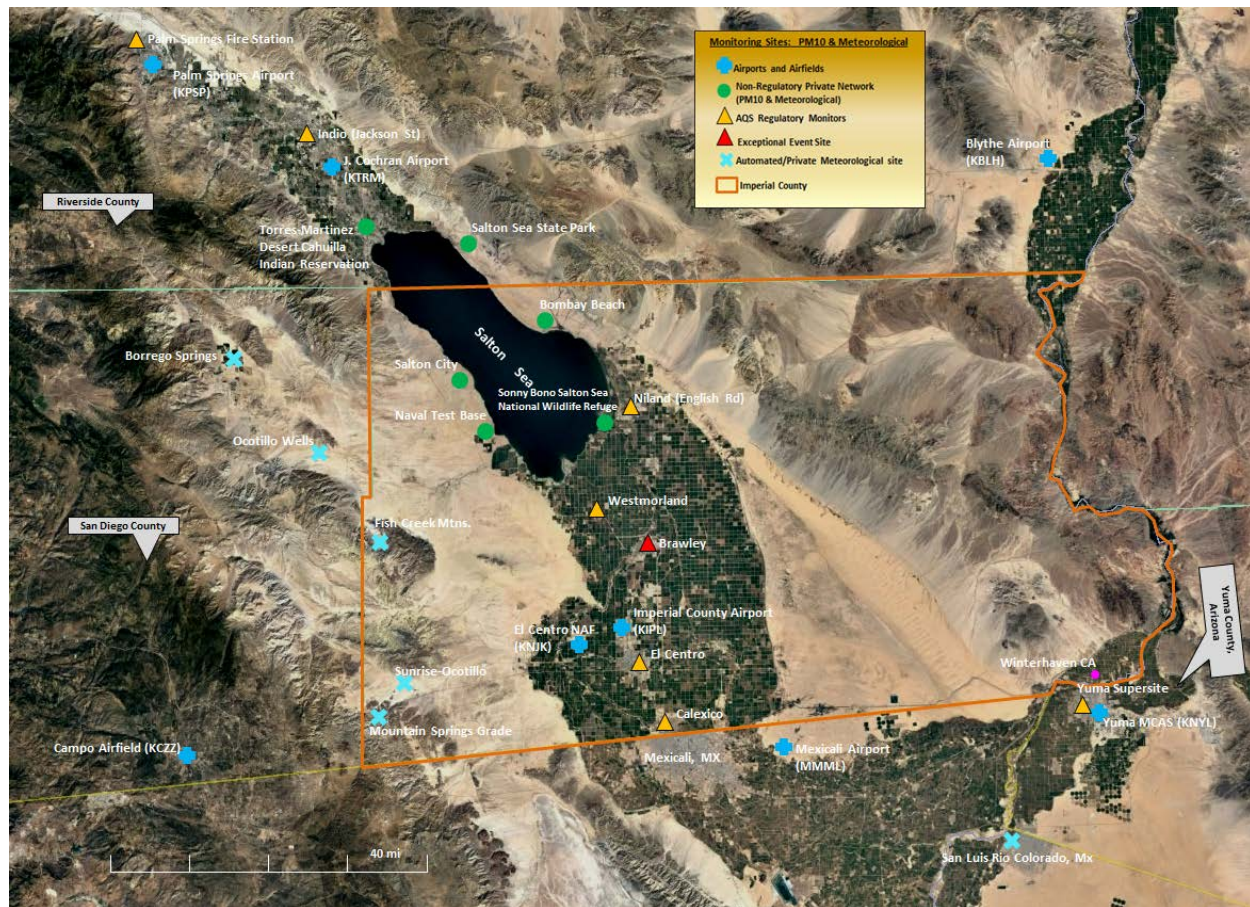 Palm Springs Fire Station
Palm Springs Airport
(KPSP)
Indio (Jackson St)
J. Cochran Airport
(KTRM)
Riverside County
Torres-Martinez
Desert Cahuilla
Indian Reservation
Salton Sea State Park
Monitoring Sites: PM10 & Meteorological
Airports and Airfields
Non-Regulatory Private Network
(PM10 & Meteorological)
AQS Regulatory Monitors
Exceptional Event Site
Automated/Private Meteorological site
Imperial County
Blythe Airport
(KBLH)
Bombay Beach
Salton Sea
Borrego Springs
Salton City
Sonny Bono Salton Sea
National Wildlife Refuge
Niland (English Rd)
Naval Test Base
Ocotillo Wells
Westmorland
San Diego County
Fish Creek Mtns.
Brawley
Imperial County Airport
(KIPL)
El Centro NAF
(KNJK)
El Centro
Yuma County,
Arizona
Sunrise-Ocotillo
Winterhaven CA
Yuma Supersite
Yuma MCAS (KNYL)
Calexico
Mountain Springs Grade
Campo Airfield (KCZZ)
Mexicali, MX
Mexicali Airport
(MMML)
40 mi
San Luis Rio Colorado, Mx